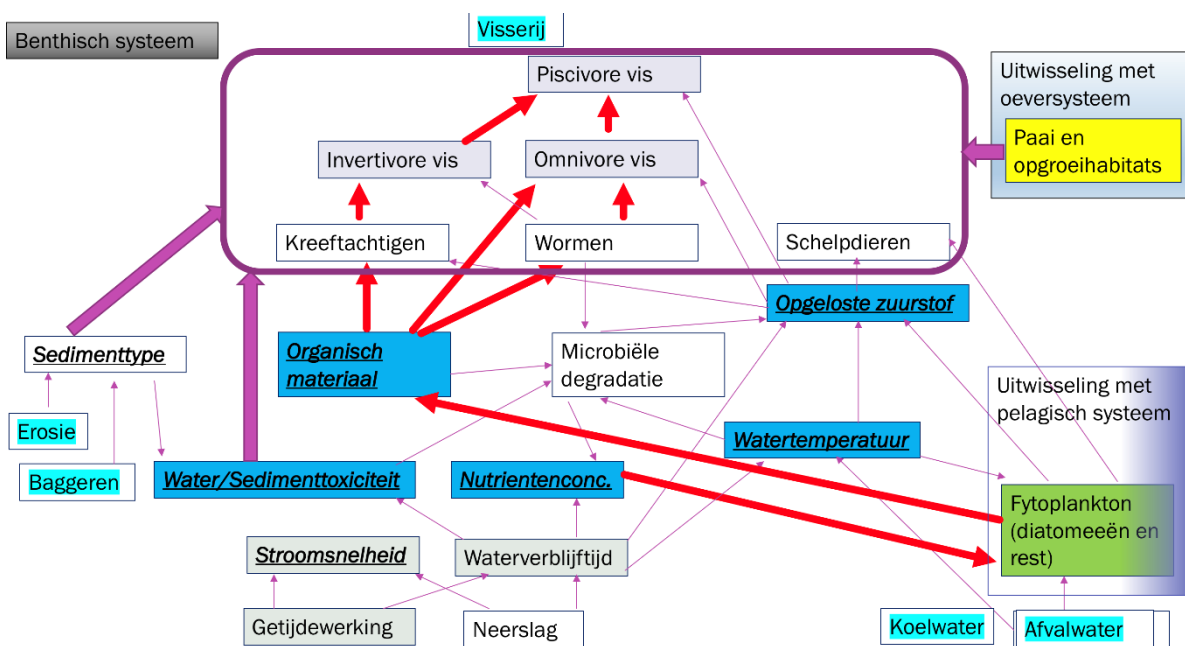 Benthisch systeem
Visserij
Piscivore vis
Uitwisseling met
oeversysteem
Paai en
opgroeihabitats
Invertivore vis
Omnivore vis
Kreeftachtigen
Wormen
Schelpdieren
Opgeloste zuurstof
Sedimenttype
Organisch
materiaal
Microbiële
degradatie
Uitwisseling met
pelagisch systeem
Erosie
Baggeren
Watertemperatuur
Water/Sedimenttoxiciteit
Nutrientenconc.
Fytoplankton
(diatomeeën en
rest)
Stroomsnelheid
Waterverblijftijd
Getijdewerking
Neerslag
Koelwater
Afvalwater